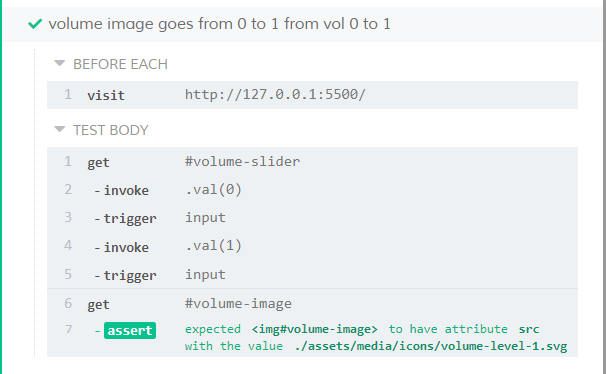 ✔ volume image goes from 0 to 1 from vol 0 to 1
BEFORE EACH
1 visit http://127.0.0.1:5500/
TEST BODY
1 get #volume-slider
2 - invoke .val(0)
3 - trigger input
4 - invoke .val(1)
5 - trigger input
6 get #volume-image
7 - assert expected <img#volume-image> to have attribute src
with the value ./assets/media/icons/volume-level-1.svg